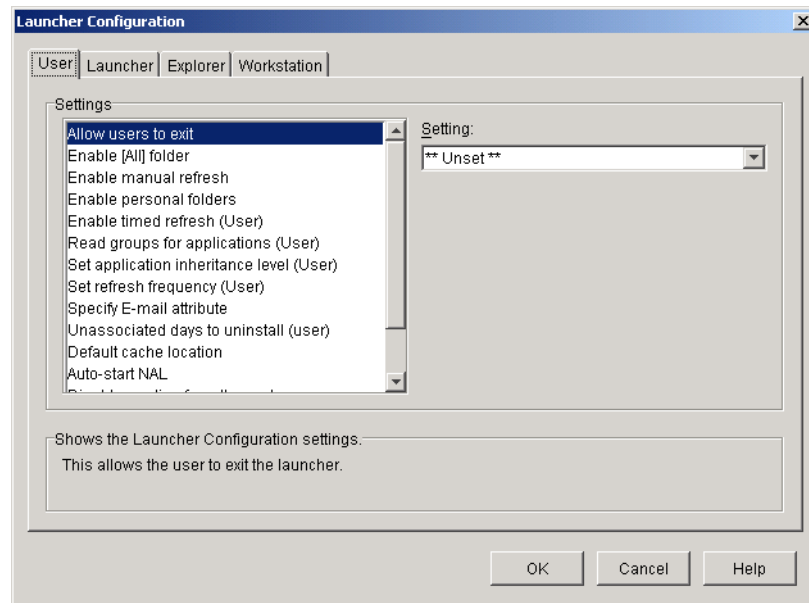 Launcher Configuration
User Launcher Explorer Workstation
Settings
Allow users to exit
Enable [All] folder
Enable manual refresh
Enable personal folders
Enable timed refresh (User)
Read groups for applications (User)
Set application inheritance level (User)
Set refresh frequency (User)
Specify E-mail attribute
Unassociated days to uninstall (user)
Default cache location
Auto-start NAL
Setting:
** Unset **
Shows the Launcher Configuration settings.
This allows the user to exit the launcher.
OK Cancel Help